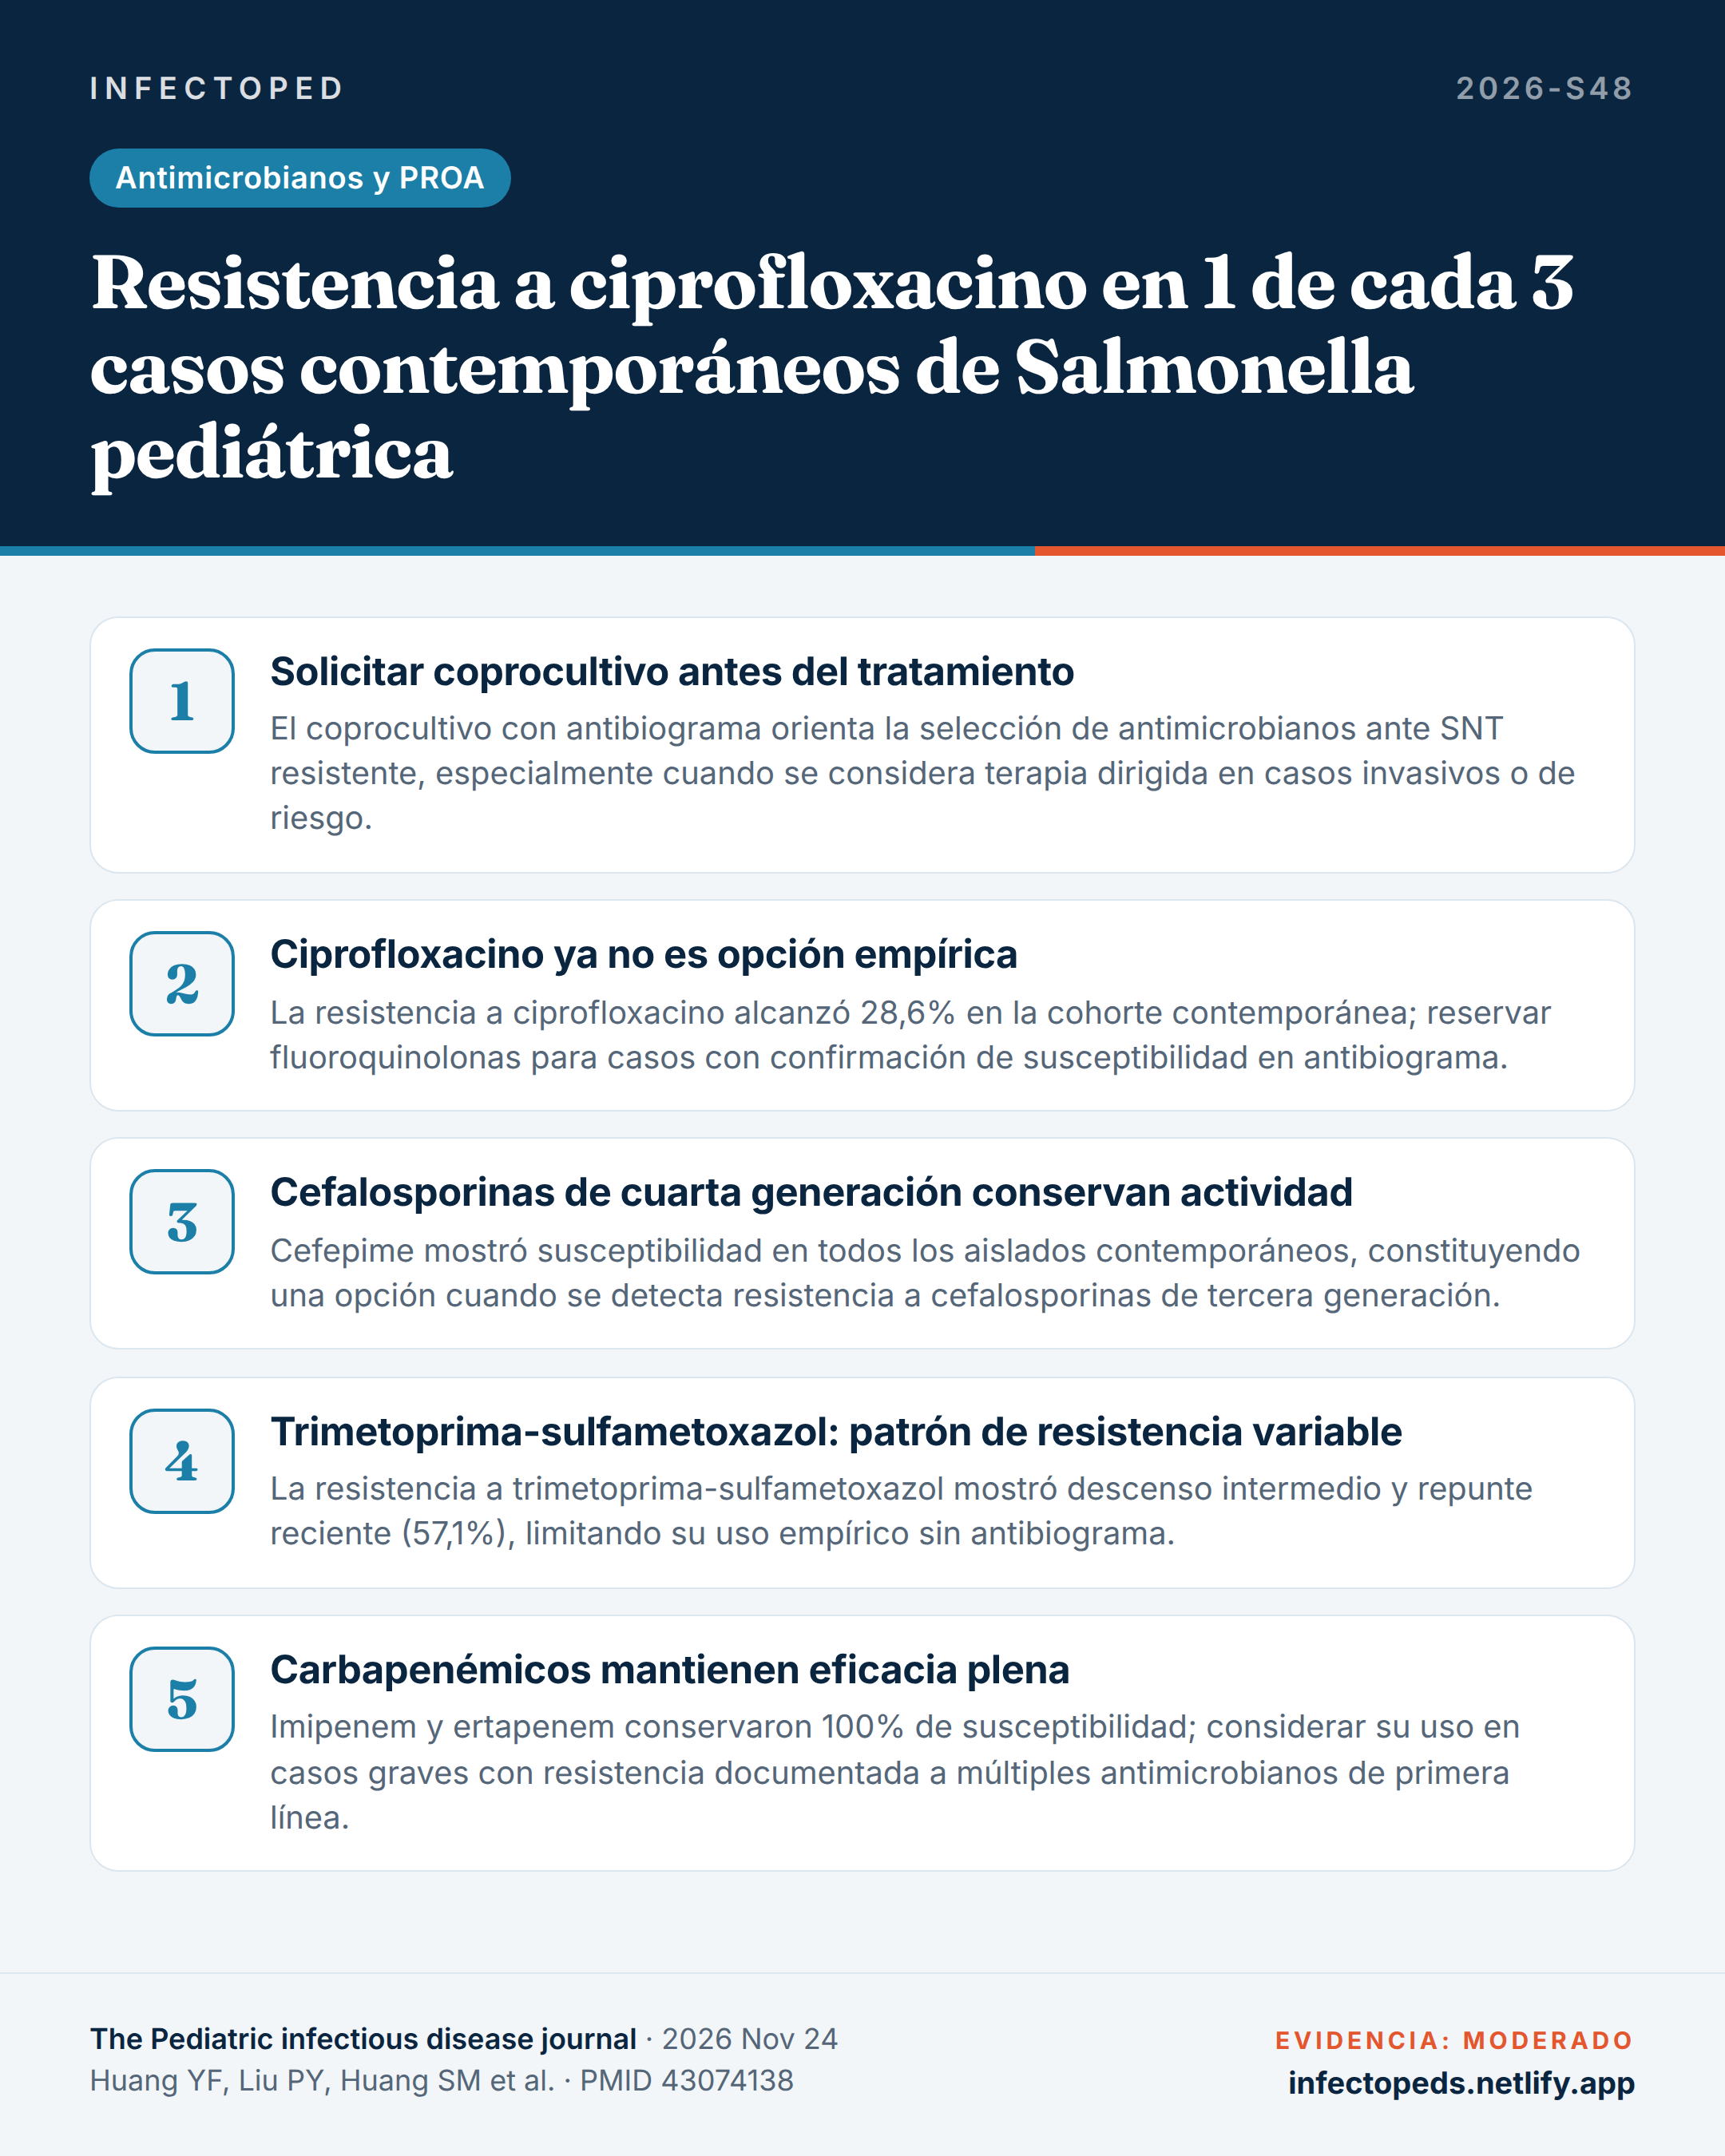 INFECTOPED
2026-S48
Antimicrobianos y PROA
Resistencia a ciprofloxacino en 1 de cada 3
casos contemporáneos de Salmonella
pediátrica
1
Solicitar coprocultivo antes del tratamiento
El coprocultivo con antibiograma orienta la selección de antimicrobianos ante SNT
resistente, especialmente cuando se considera terapia dirigida en casos invasivos o de
riesgo.
2
Ciprofloxacino ya no es opción empírica
La resistencia a ciprofloxacino alcanzó 28,6% en la cohorte contemporánea; reservar
fluoroquinolonas para casos con confirmación de susceptibilidad en antibiograma.
3
Cefalosporinas de cuarta generación conservan actividad
Cefepime mostró susceptibilidad en todos los aislados contemporáneos, constituyendo
una opción cuando se detecta resistencia a cefalosporinas de tercera generación.
4
Trimetoprima-sulfametoxazol: patrón de resistencia variable
La resistencia a trimetoprima-sulfametoxazol mostró descenso intermedio y repunte
reciente (57,1%), limitando su uso empírico sin antibiograma.
5
Carbapenémicos mantienen eficacia plena
Imipenem y ertapenem conservaron 100% de susceptibilidad; considerar su uso en
casos graves con resistencia documentada a múltiples antimicrobianos de primera
línea.
The Pediatric infectious disease journal · 2026 Nov 24
Huang YF, Liu PY, Huang SM et al. · PMID 43074138
EVIDENCIA: MODERADO
infectopeds.netlify.app